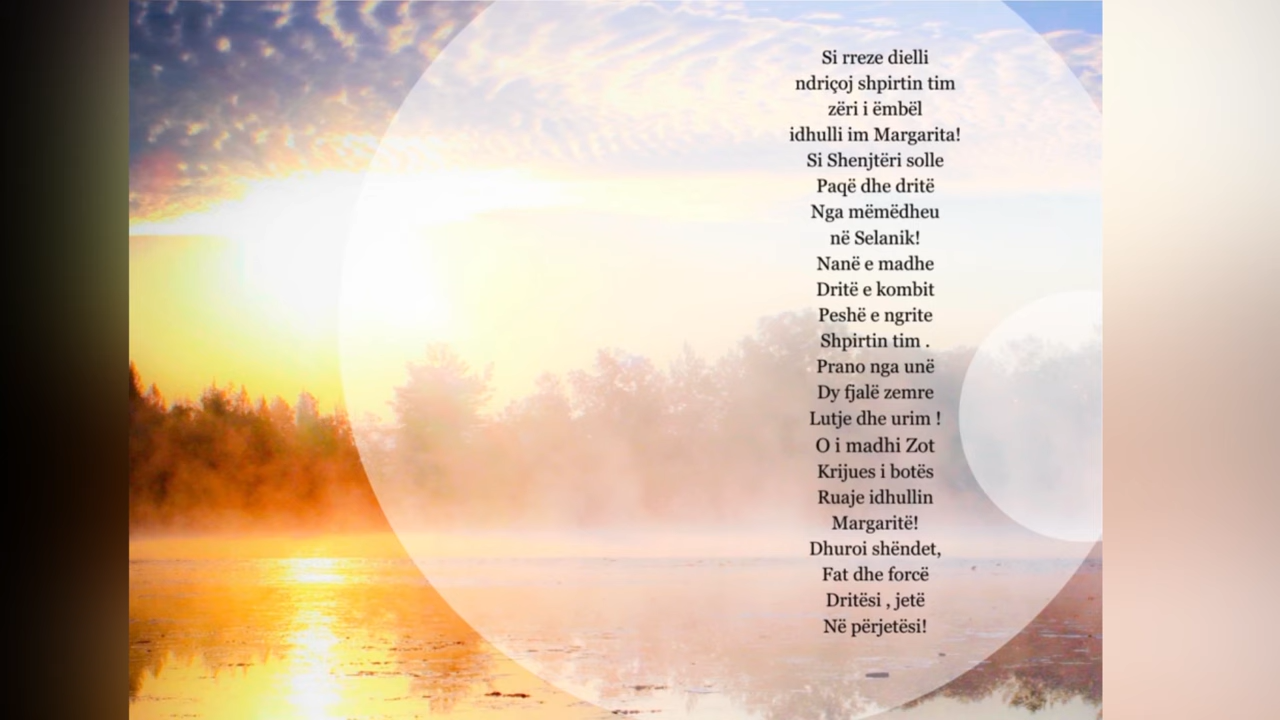 Si rreze dielli
ndriçoj shpirtin tim
zëri i ëmbël
idhulli im Margarita!
Si Shenjtëri solle
Paqë dhe dritë
Nga mëmëdheu
në Selanik!
Nanë e madhe
Dritë e kombit
Peshë e ngrite
Shpirtin tim .
Prano nga unë
Dy fjalë zemre
Lutje dhe urim !
O i madhi Zot
Krijues i botës
Ruaje idhullin
Margaritë!
Dhuroi shëndet,
Fat dhe forcë
Dritësi , jetë
Në përjetësi!